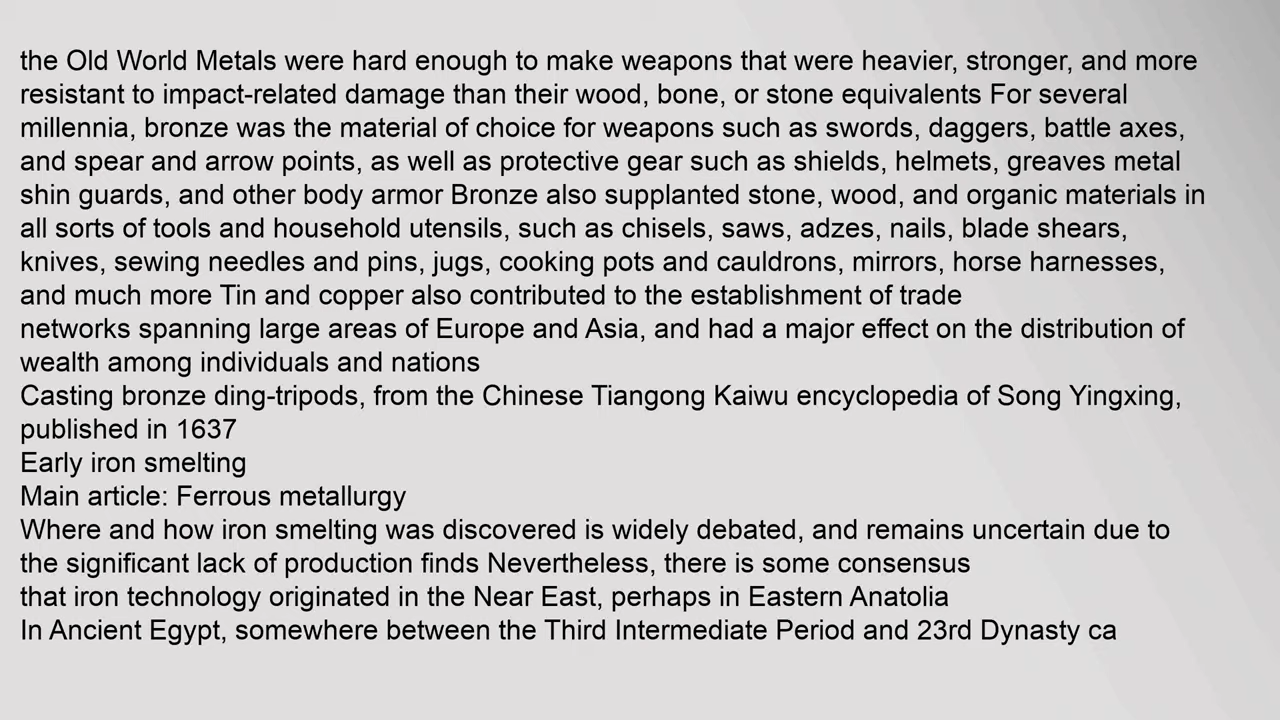 the Old World Metals were hard enough to make weapons that were heavier, stronger, and more
resistant to impact-related damage than their wood, bone, or stone equivalents For several
millennia, bronze was the material of choice for weapons such as swords, daggers, battle axes,
and spear and arrow points, as well as protective gear such as shields, helmets, greaves metal
shin guards, and other body armor Bronze also supplanted stone, wood, and organic materials in
all sorts of tools and household utensils, such as chisels, saws, adzes, nails, blade shears,
knives, sewing needles and pins, jugs, cooking pots and cauldrons, mirrors, horse harnesses,
and much more Tin and copper also contributed to the establishment of trade
networks spanning large areas of Europe and Asia, and had a major effect on the distribution of
wealth among individuals and nations
Casting bronze ding-tripods, from the Chinese Tiangong Kaiwu encyclopedia of Song Yingxing,
published in 1637
Early iron smelting
Main article: Ferrous metallurgy
Where and how iron smelting was discovered is widely debated, and remains uncertain due to
the significant lack of production finds Nevertheless, there is some consensus
that iron technology originated in the Near East, perhaps in Eastern Anatolia
In Ancient Egypt, somewhere between the Third Intermediate Period and 23rd Dynasty ca